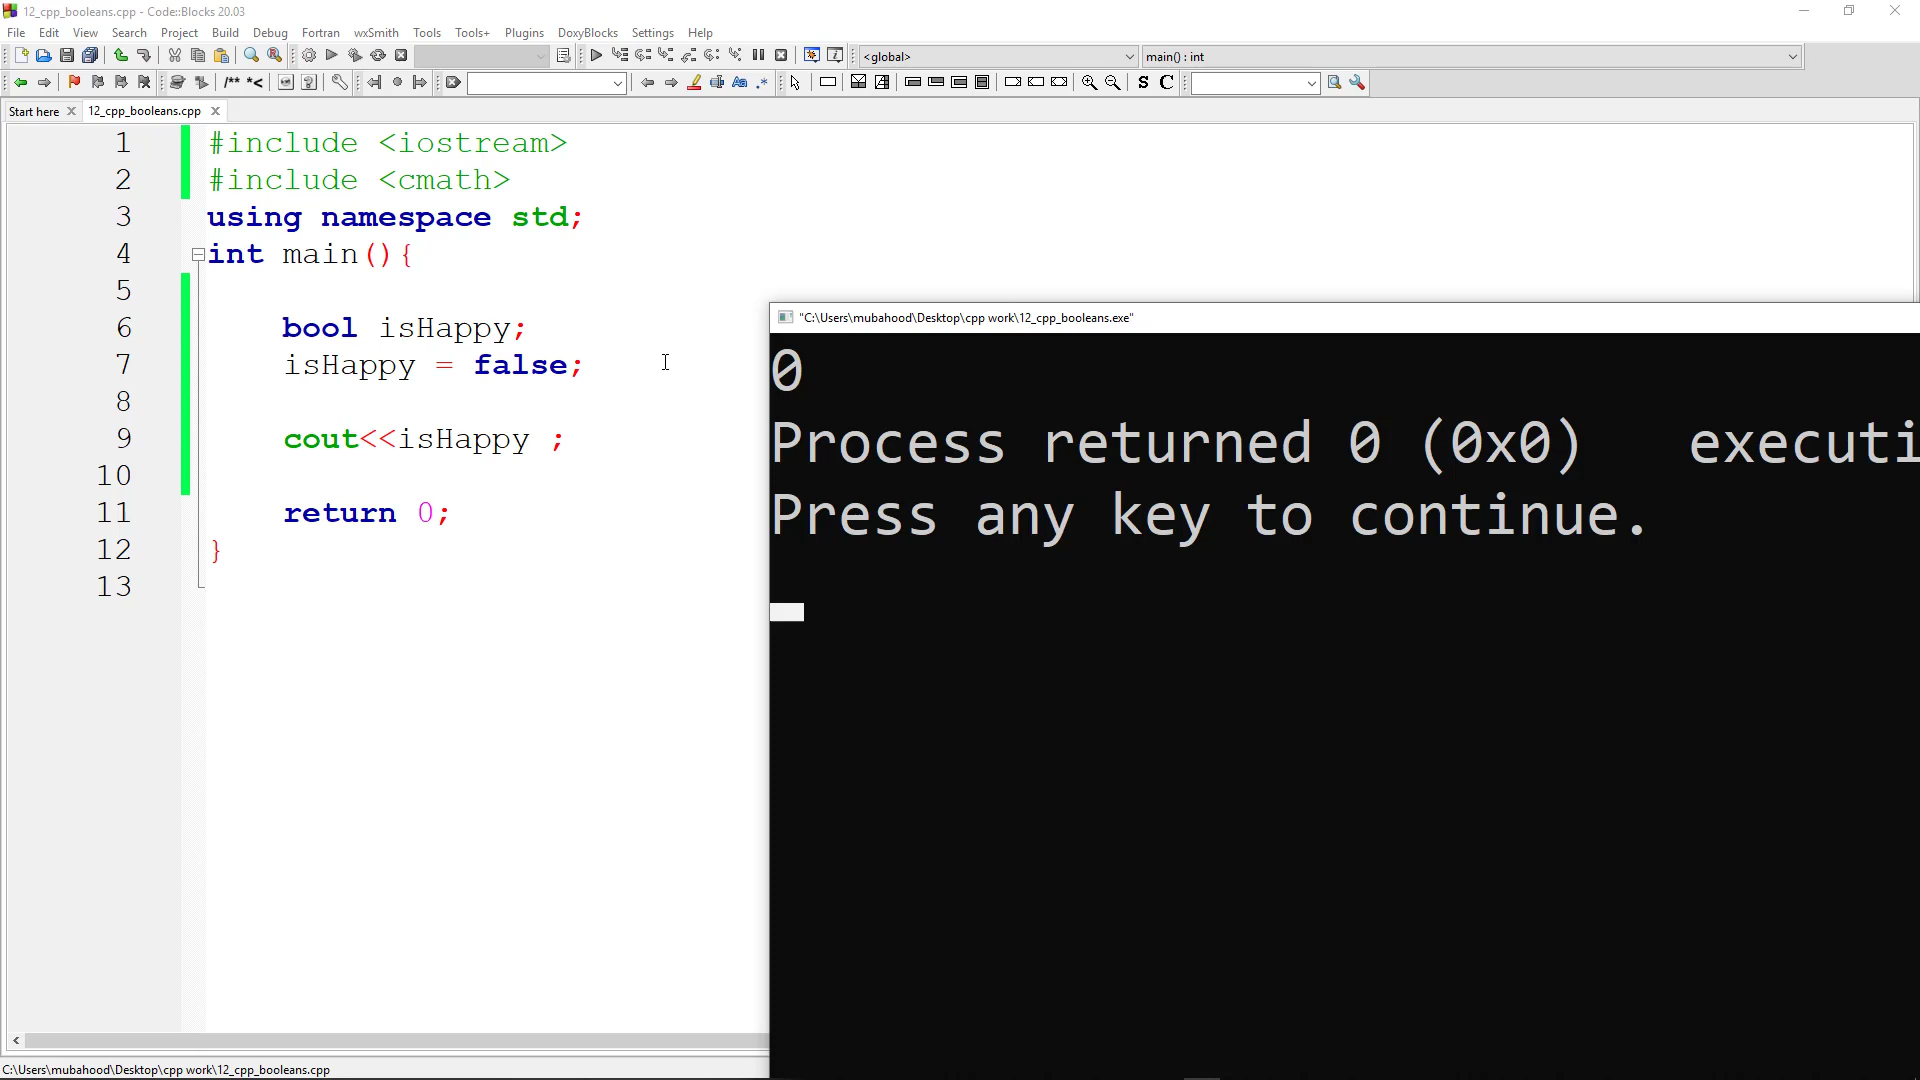 12_cpp_booleans.cpp - Code::Blocks 20.03
File Edit View Search Project Build Debug Fortran wxSmith Tools Tools+ Plugins DoxyBlocks Settings Help
<global> main() : int
/** *< Aa .* S C
Start here 12_cpp_booleans.cpp
1 #include <iostream>
2 #include <cmath>
3 using namespace std;
4 int main(){
5
6 bool isHappy;
7 isHappy = false;
8
9 cout<<isHappy ;
10
11 return 0;
12 }
13
"C:\Users\mubahood\Desktop\cpp work\12_cpp_booleans.exe"
0
Process returned 0 (0x0) executi
Press any key to continue.
C:\Users\mubahood\Desktop\cpp work\12_cpp_booleans.cpp